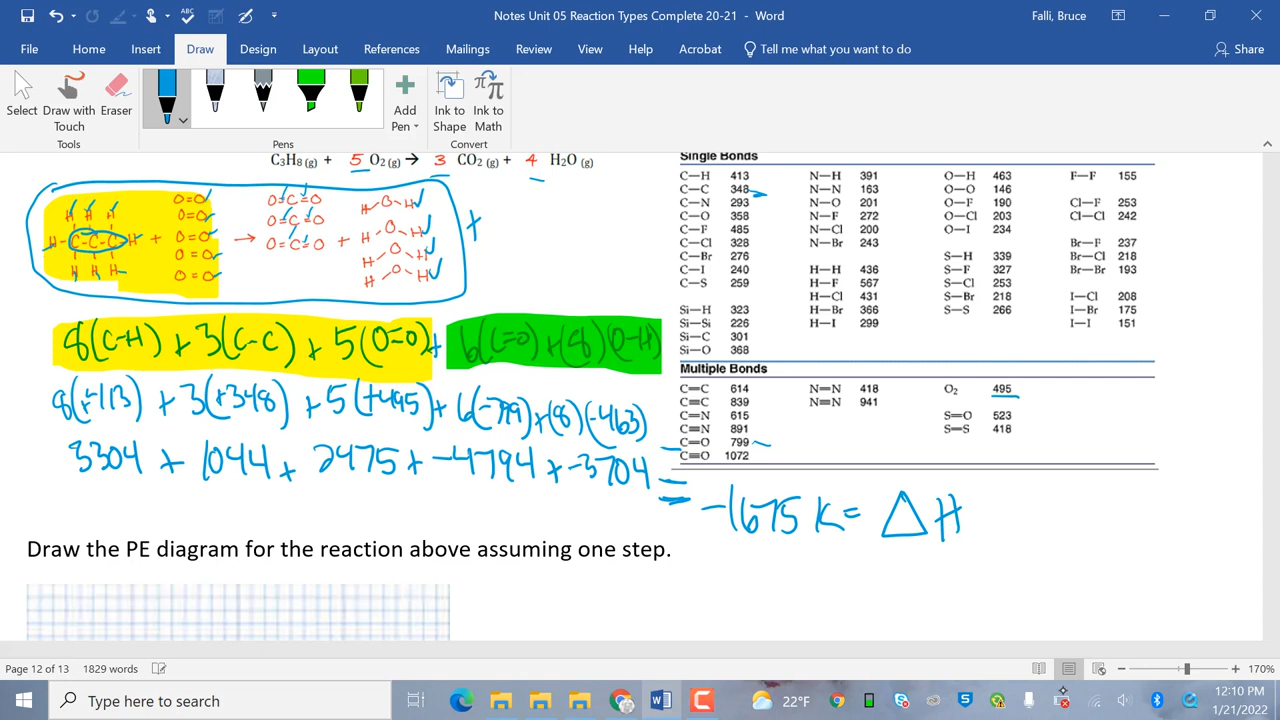 Notes Unit 05 Reaction Types Complete 20-21 - Word
Falli, Bruce
File Home Insert Draw Design Layout References Mailings Review View Help Acrobat Tell me what you want to do Share
Select Draw with Touch Eraser Add Pen Ink to Shape Ink to Math
Tools Pens Convert
C₃H₈ (g) + 5 O₂ (g) → 3 CO₂ (g) + 4 H₂O (g)
H H H
H-C-C-C-H
H H H
+
O=O
O=O
O=O
O=O
O=O
→
O=C=O
O=C=O
O=C=O
+
H O H
H O H
H O H
H O H
+
8(C-H) + 3(C-C) + 5(O=O) + 6(C=O) + (8)(O-H)
8(+413) + 3(+348) + 5(+495) + 6(-799) + (8)(-463)
3304 + 1044 + 2475 + -4794 + -3704 =
= -1675 K = △ H
Single Bonds
C—H 413 N—H 391 O—H 463 F—F 155
C—C 348 N—N 163 O—O 146
C—N 293 N—O 201 O—F 190 Cl—F 253
C—O 358 N—F 272 O—Cl 203 Cl—Cl 242
C—F 485 N—Cl 200 O—I 234
C—Cl 328 N—Br 243 Br—F 237
C—Br 276 S—H 339 Br—Cl 218
C—I 240 H—H 436 S—F 327 Br—Br 193
C—S 259 H—F 567 S—Cl 253
H—Cl 431 S—Br 218 I—Cl 208
Si—H 323 H—Br 366 S—S 266 I—Br 175
Si—Si 226 H—I 299 I—I 151
Si—C 301
Si—O 368
Multiple Bonds
C=C 614 N=N 418 O₂ 495
C≡C 839 N≡N 941
C=N 615 S=O 523
C≡N 891 S=S 418
C=O 799
C≡O 1072
Draw the PE diagram for the reaction above assuming one step.
Page 12 of 13 1829 words 170%
Type here to search 22°F 12:10 PM
1/21/2022